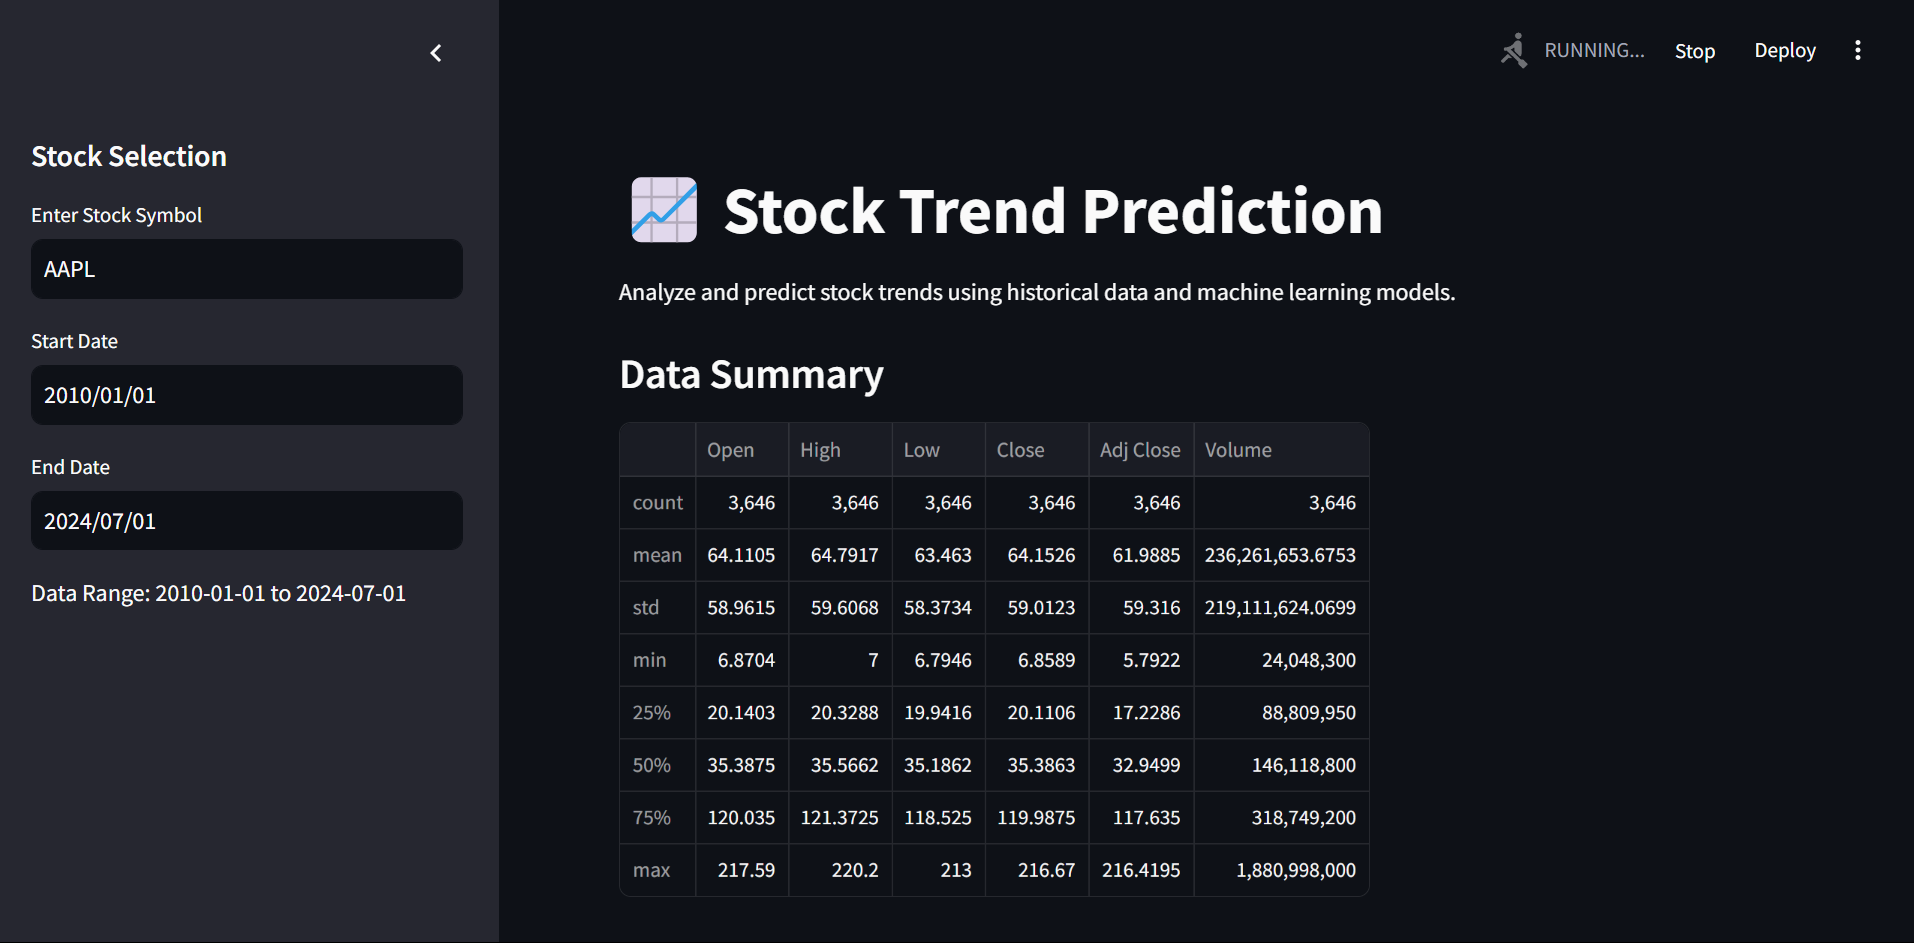 RUNNING...
Stop
Deploy
Stock Selection
Enter Stock Symbol
AAPL
Start Date
2010/01/01
End Date
2024/07/01
Data Range: 2010-01-01 to 2024-07-01
Stock Trend Prediction
Analyze and predict stock trends using historical data and machine learning models.
Data Summary
Open High Low Close Adj Close Volume
count 3,646 3,646 3,646 3,646 3,646 3,646
mean 64.1105 64.7917 63.463 64.1526 61.9885 236,261,653.6753
std 58.9615 59.6068 58.3734 59.0123 59.316 219,111,624.0699
min 6.8704 7 6.7946 6.8589 5.7922 24,048,300
25% 20.1403 20.3288 19.9416 20.1106 17.2286 88,809,950
50% 35.3875 35.5662 35.1862 35.3863 32.9499 146,118,800
75% 120.035 121.3725 118.525 119.9875 117.635 318,749,200
max 217.59 220.2 213 216.67 216.4195 1,880,998,000